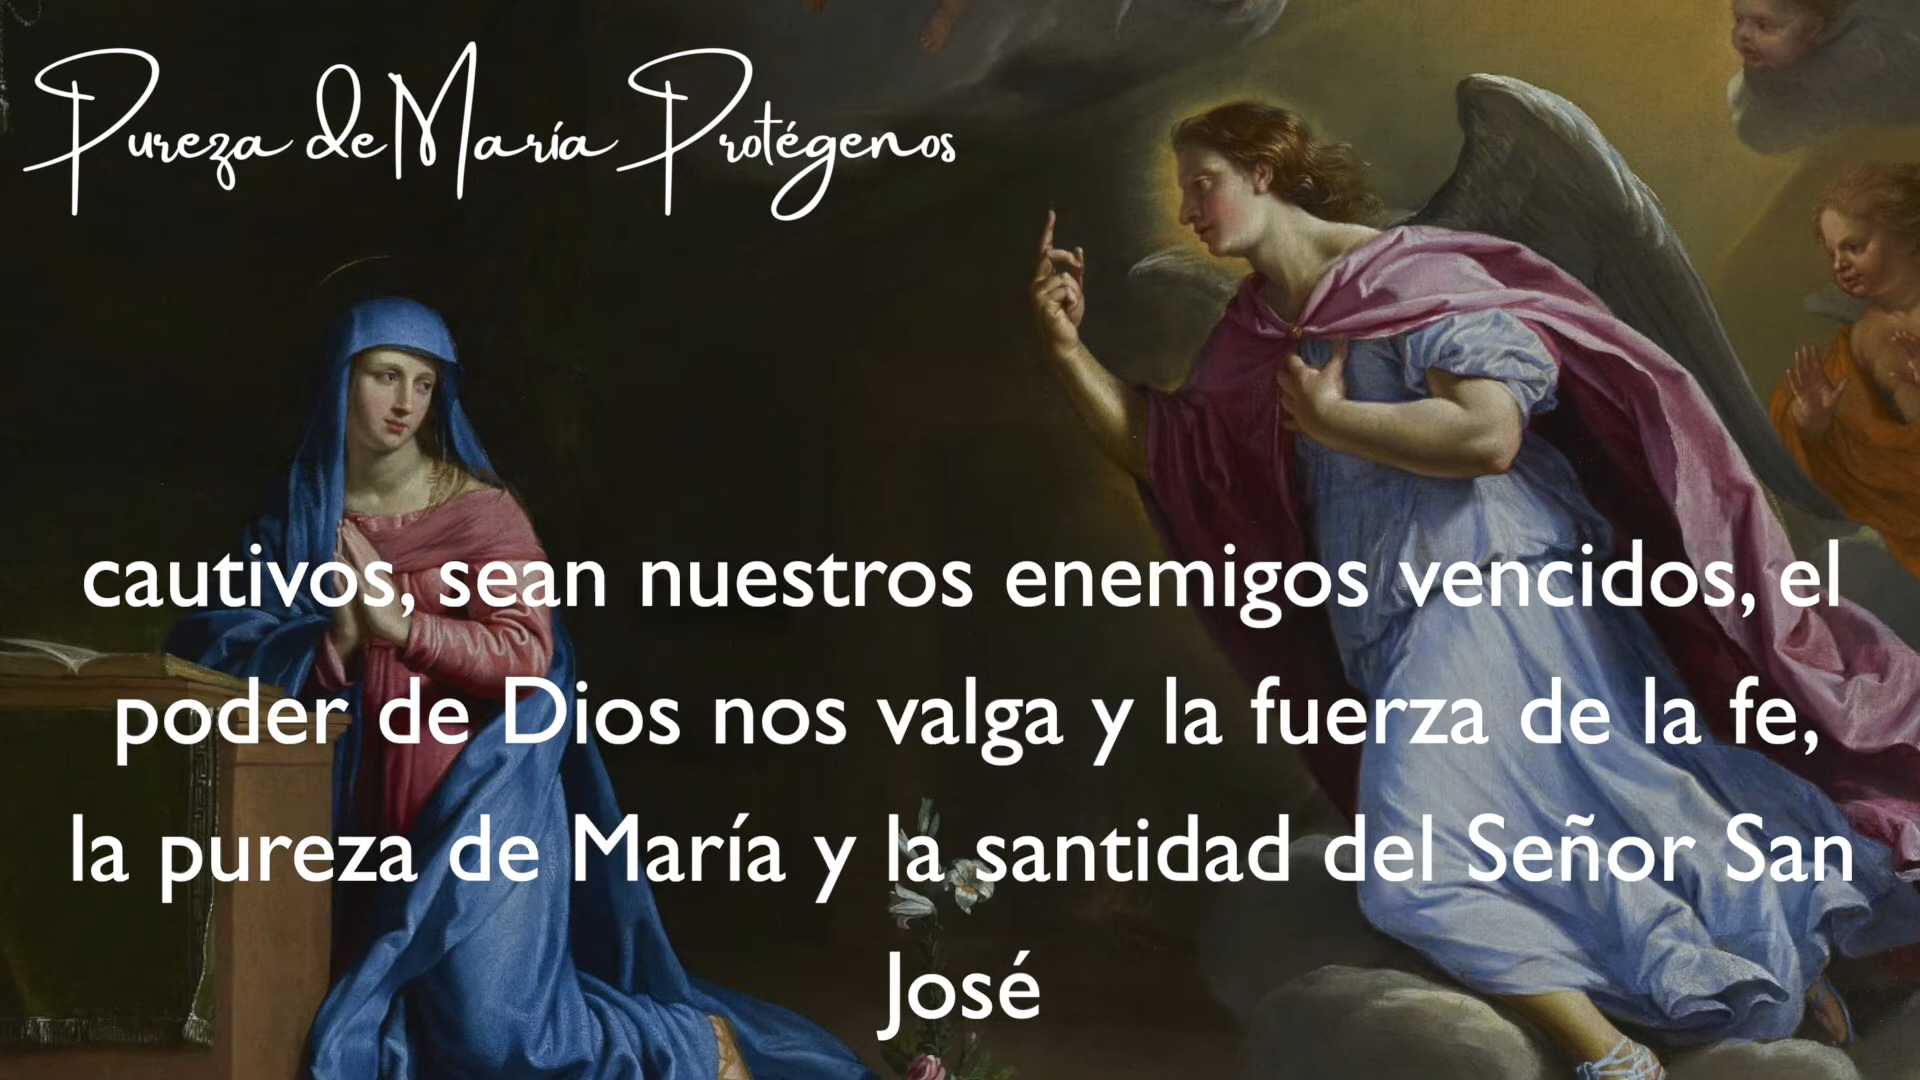 Pureza de María Protégenos
cautivos, sean nuestros enemigos vencidos, el
poder de Dios nos valga y la fuerza de la fe,
la pureza de María y la santidad del Señor San
José